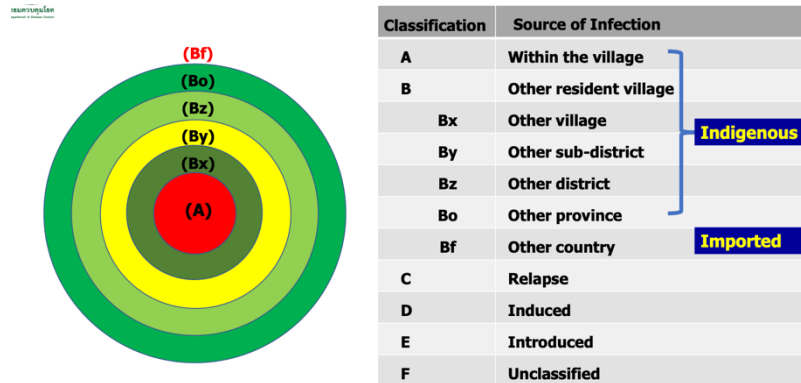 (Bf)
(Bo)
(Bz)
(By)
(Bx)
(A)
Classification Source of Infection
A Within the village
B Other resident village
Bx Other village
By Other sub-district
Bz Other district
Bo Other province
Bf Other country
C Relapse
D Induced
E Introduced
F Unclassified
Indigenous
Imported